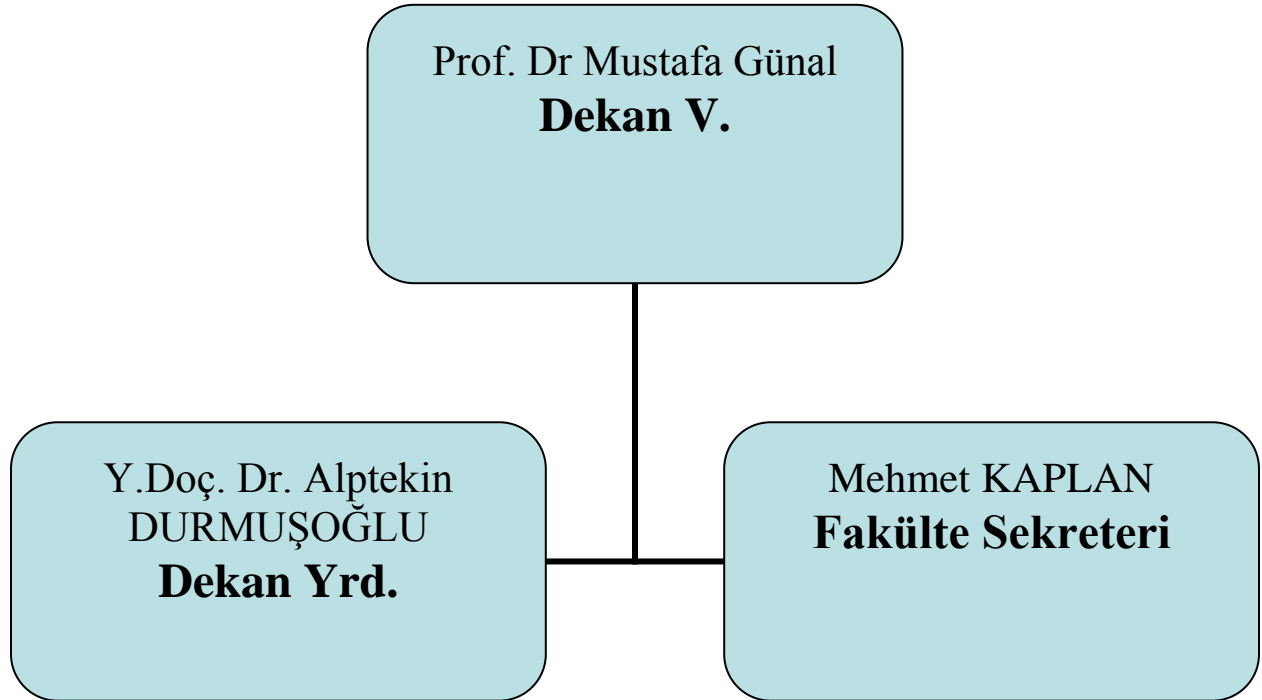 Prof. Dr Mustafa Günal
Dekan V.
Y.Doç. Dr. Alptekin
DURMUŞOĞLU
Dekan Yrd.
Mehmet KAPLAN
Fakülte Sekreteri